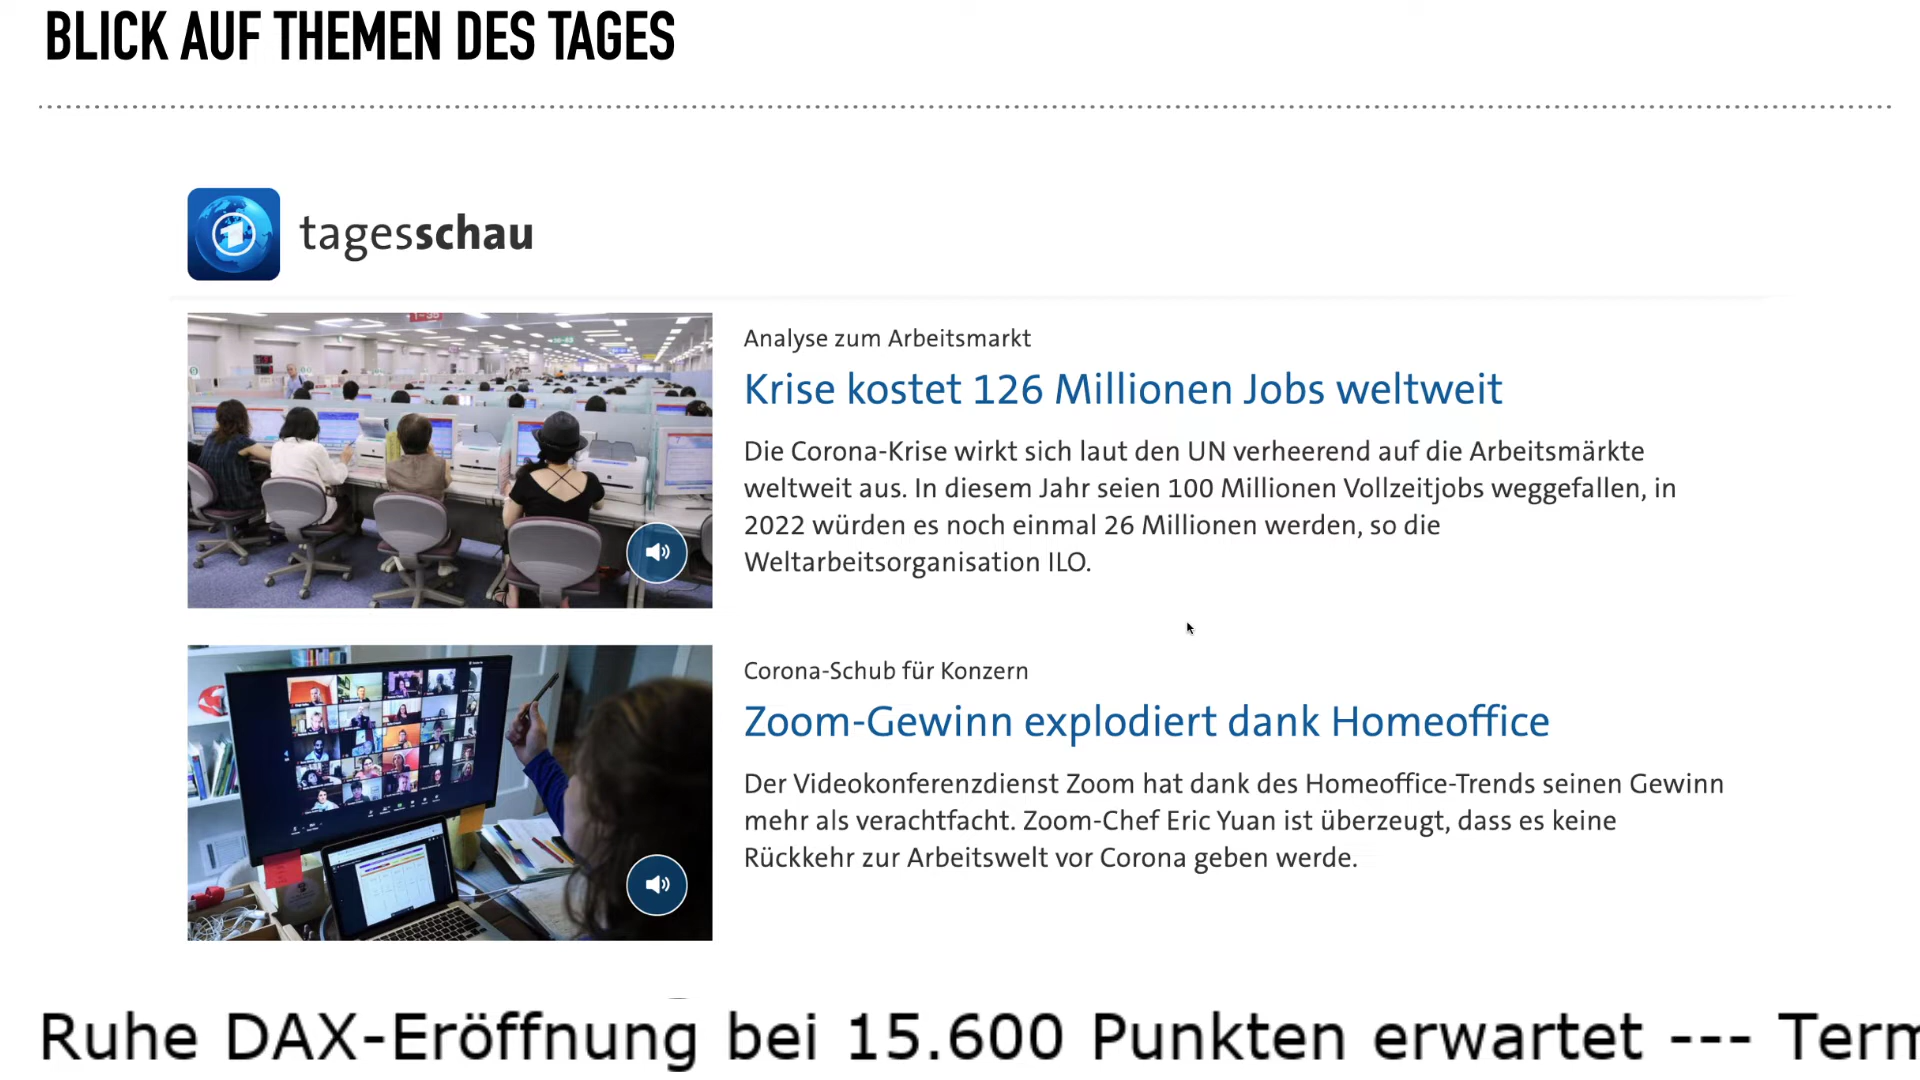 BLICK AUF THEMEN DES TAGES
tagesschau
1-35
Analyse zum Arbeitsmarkt
Krise kostet 126 Millionen Jobs weltweit
Die Corona-Krise wirkt sich laut den UN verheerend auf die Arbeitsmärkte
weltweit aus. In diesem Jahr seien 100 Millionen Vollzeitjobs weggefallen, in
2022 würden es noch einmal 26 Millionen werden, so die
Weltarbeitsorganisation ILO.
Corona-Schub für Konzern
Zoom-Gewinn explodiert dank Homeoffice
Der Videokonferenzdienst Zoom hat dank des Homeoffice-Trends seinen Gewinn
mehr als verachtfacht. Zoom-Chef Eric Yuan ist überzeugt, dass es keine
Rückkehr zur Arbeitswelt vor Corona geben werde.
Ruhe DAX-Eröffnung bei 15.600 Punkten erwartet --- Term